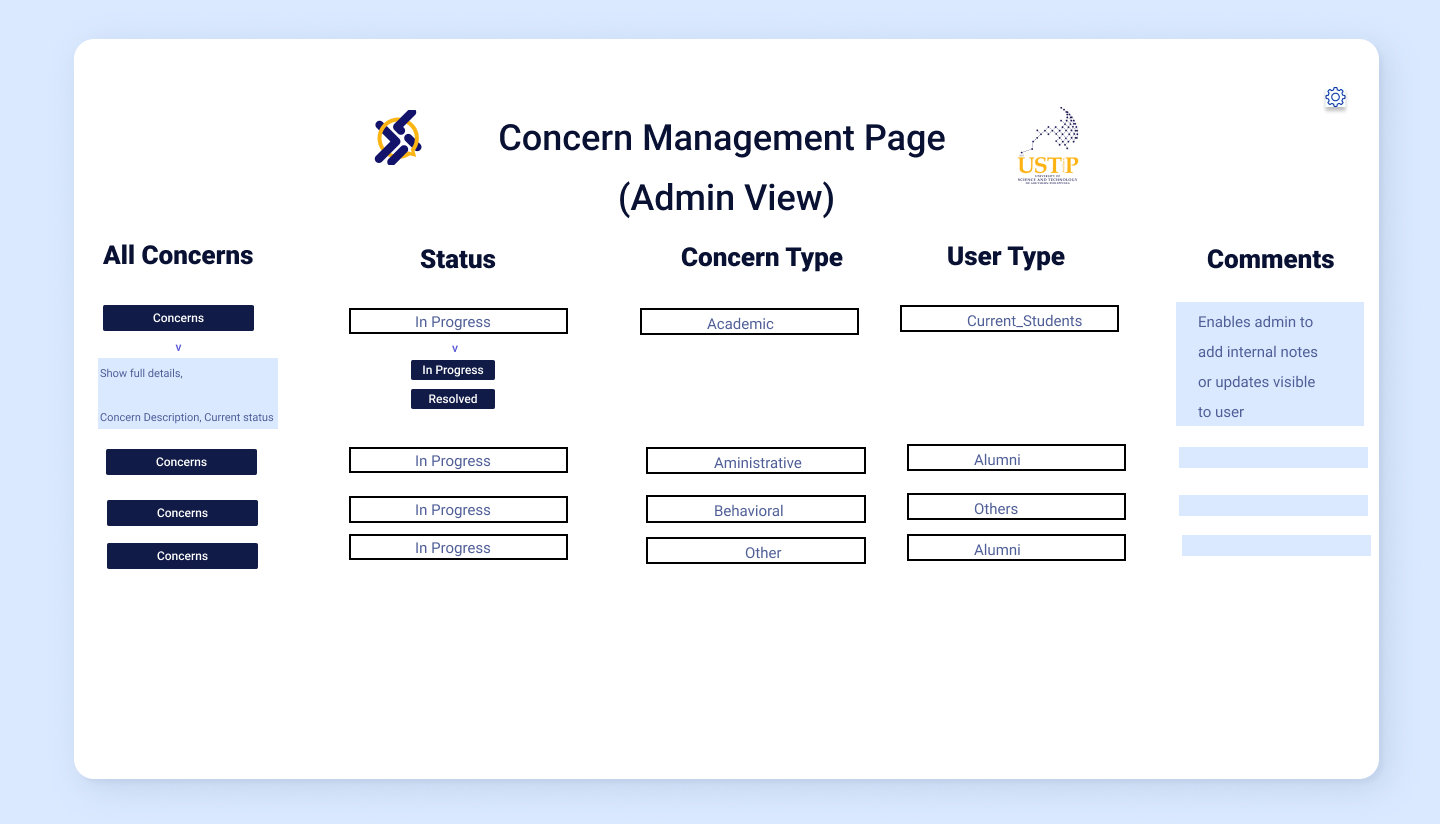 Concern Management Page
(Admin View)
USTP
UNIVERSITY OF
SCIENCE AND TECHNOLOGY
OF SOUTHERN PHILIPPINES
All Concerns
Status
Concern Type
User Type
Comments
Concerns
In Progress
Academic
Current_Students
Enables admin to
add internal notes
or updates visible
to user
v
Show full details,
Concern Description, Current status
v
In Progress
Resolved
Concerns
In Progress
Aministrative
Alumni
Concerns
In Progress
Behavioral
Others
Concerns
In Progress
Other
Alumni